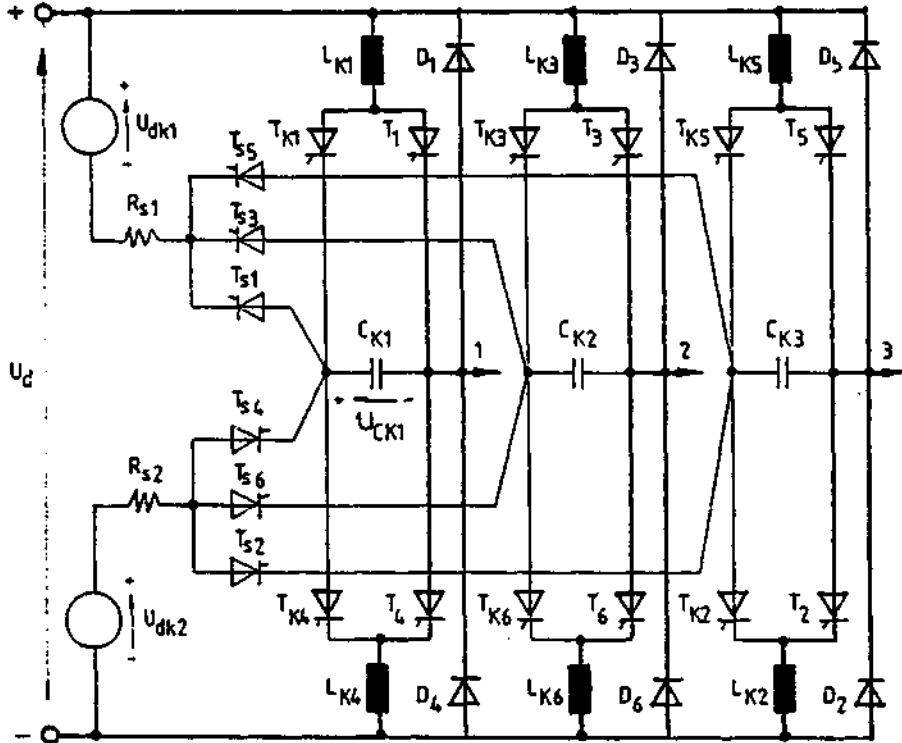 +
L_K1 D_1 L_K3 D_3 L_K5 D_5
+
U_dk1
-
T_K1 T_1 T_K3 T_3 T_K5 T_5
T_s5
R_s1
T_s3
T_s1
C_K1 C_K2 C_K3
1 2 3
U_d
+ U_CK1 -
T_s4
R_s2
T_s6
T_s2
+
U_dk2
-
T_K4 T_4 T_K6 T_6 T_K2 T_2
L_K4 D_4 L_K6 D_6 L_K2 D_2
-